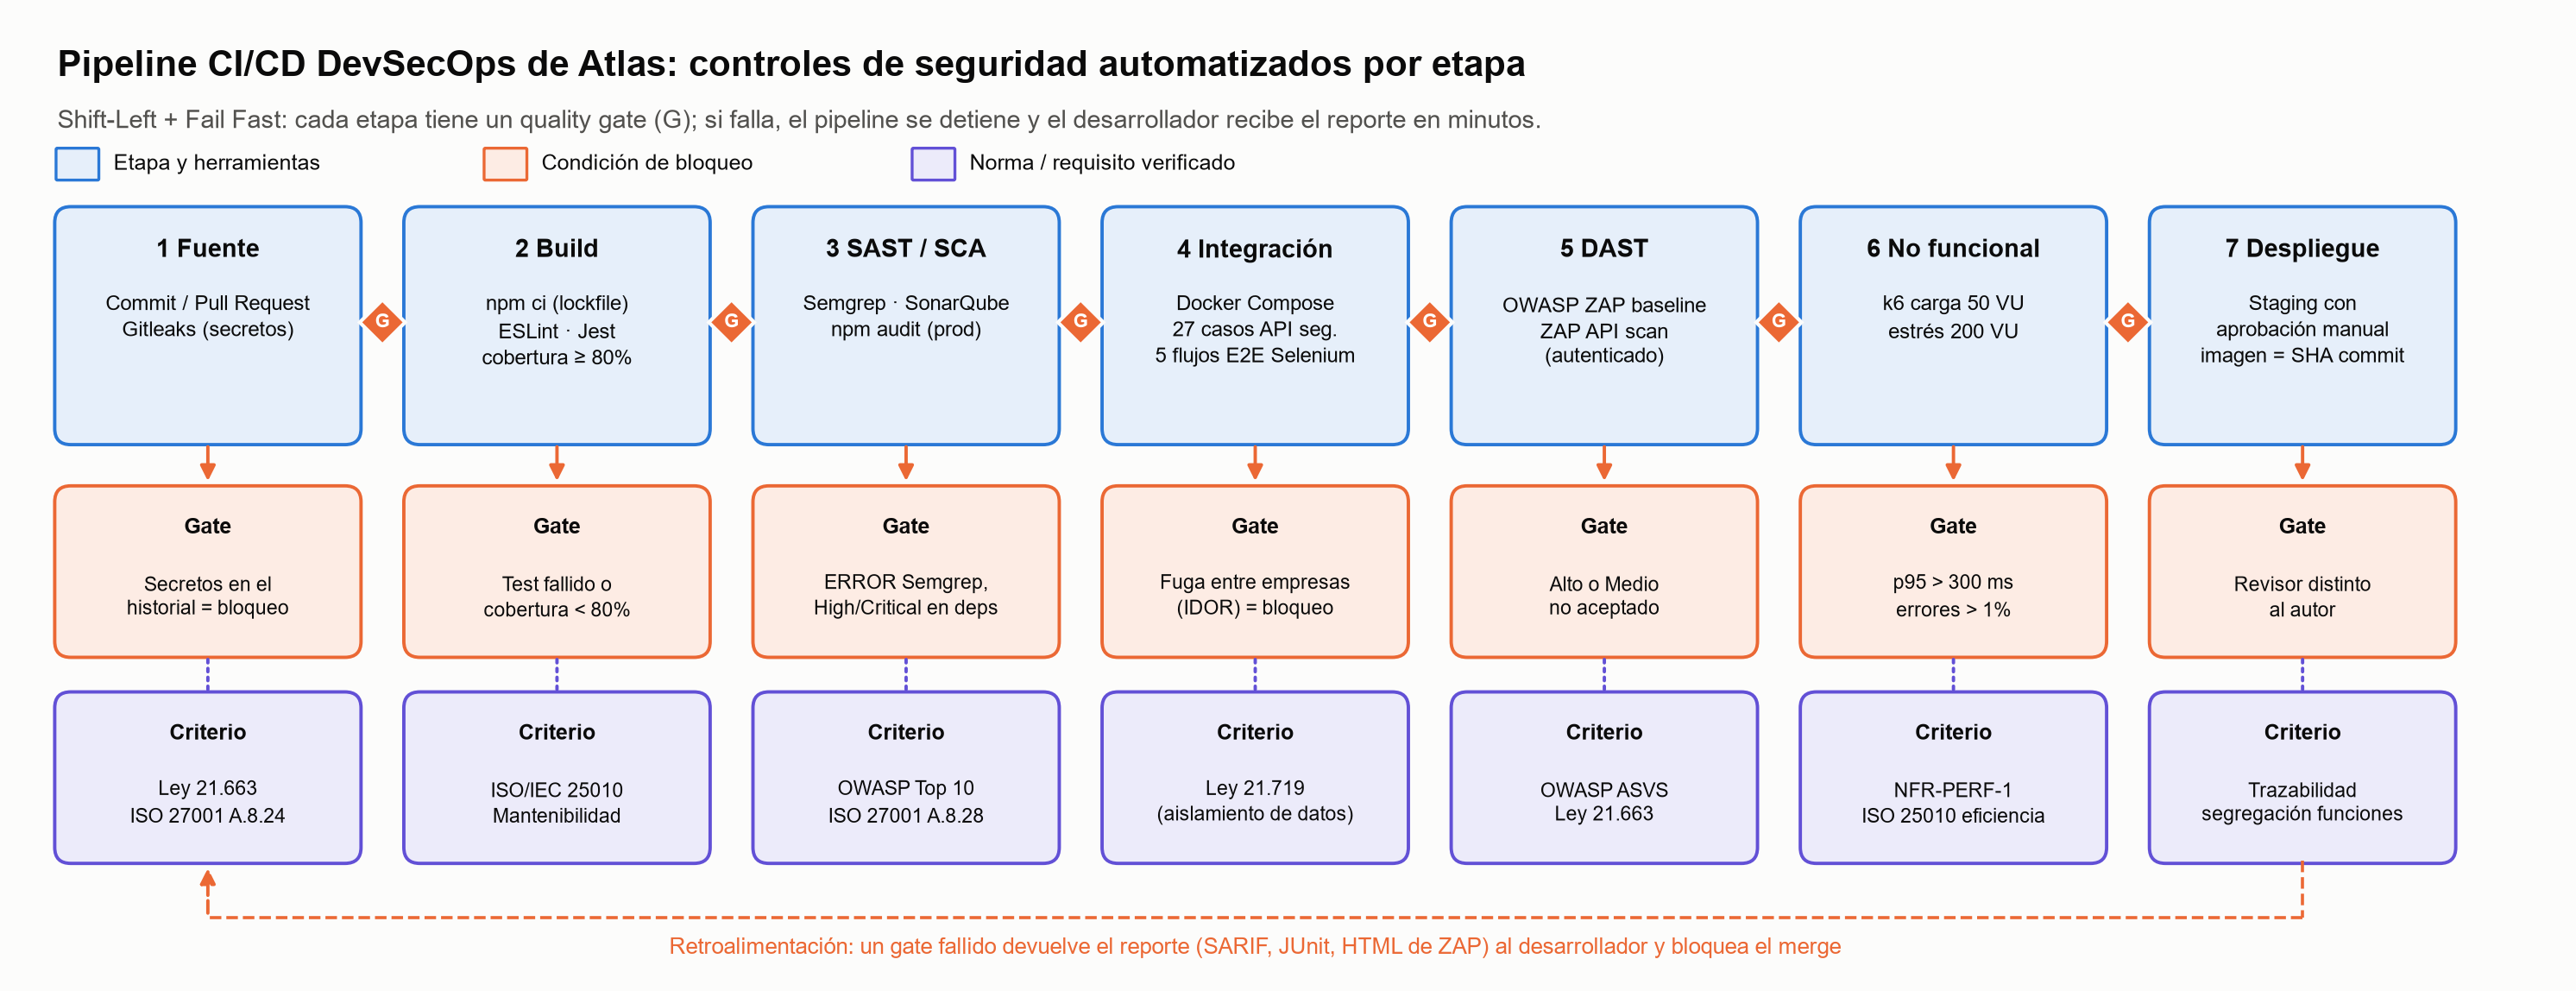 Pipeline CI/CD DevSecOps de Atlas: controles de seguridad automatizados por etapa
Shift-Left + Fail Fast: cada etapa tiene un quality gate (G); si falla, el pipeline se detiene y el desarrollador recibe el reporte en minutos.
Etapa y herramientas
Condición de bloqueo
Norma / requisito verificado
1 Fuente
Commit / Pull Request
Gitleaks (secretos)
G
2 Build
npm ci (lockfile)
ESLint · Jest
cobertura ≥ 80%
G
3 SAST / SCA
Semgrep · SonarQube
npm audit (prod)
G
4 Integración
Docker Compose
27 casos API seg.
5 flujos E2E Selenium
G
5 DAST
OWASP ZAP baseline
ZAP API scan
(autenticado)
G
6 No funcional
k6 carga 50 VU
estrés 200 VU
G
7 Despliegue
Staging con
aprobación manual
imagen = SHA commit
Gate
Secretos en el
historial = bloqueo
Gate
Test fallido o
cobertura < 80%
Gate
ERROR Semgrep,
High/Critical en deps
Gate
Fuga entre empresas
(IDOR) = bloqueo
Gate
Alto o Medio
no aceptado
Gate
p95 > 300 ms
errores > 1%
Gate
Revisor distinto
al autor
Criterio
Ley 21.663
ISO 27001 A.8.24
Criterio
ISO/IEC 25010
Mantenibilidad
Criterio
OWASP Top 10
ISO 27001 A.8.28
Criterio
Ley 21.719
(aislamiento de datos)
Criterio
OWASP ASVS
Ley 21.663
Criterio
NFR-PERF-1
ISO 25010 eficiencia
Criterio
Trazabilidad
segregación funciones
Retroalimentación: un gate fallido devuelve el reporte (SARIF, JUnit, HTML de ZAP) al desarrollador y bloquea el merge